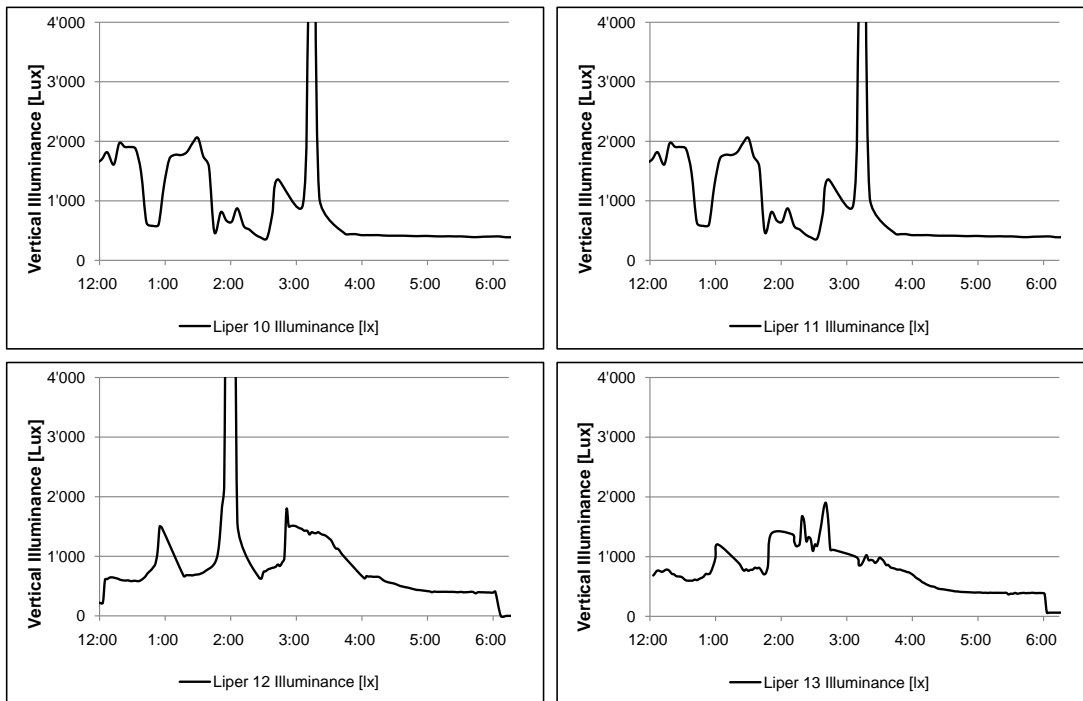 Vertical Illuminance [Lux]
4'000
3'000
2'000
1'000
0
12:00 1:00 2:00 3:00 4:00 5:00 6:00
Liper 10 Illuminance [lx]
Vertical Illuminance [Lux]
4'000
3'000
2'000
1'000
0
12:00 1:00 2:00 3:00 4:00 5:00 6:00
Liper 11 Illuminance [lx]
Vertical Illuminance [Lux]
4'000
3'000
2'000
1'000
0
12:00 1:00 2:00 3:00 4:00 5:00 6:00
Liper 12 Illuminance [lx]
Vertical Illuminance [Lux]
4'000
3'000
2'000
1'000
0
12:00 1:00 2:00 3:00 4:00 5:00 6:00
Liper 13 Illuminance [lx]